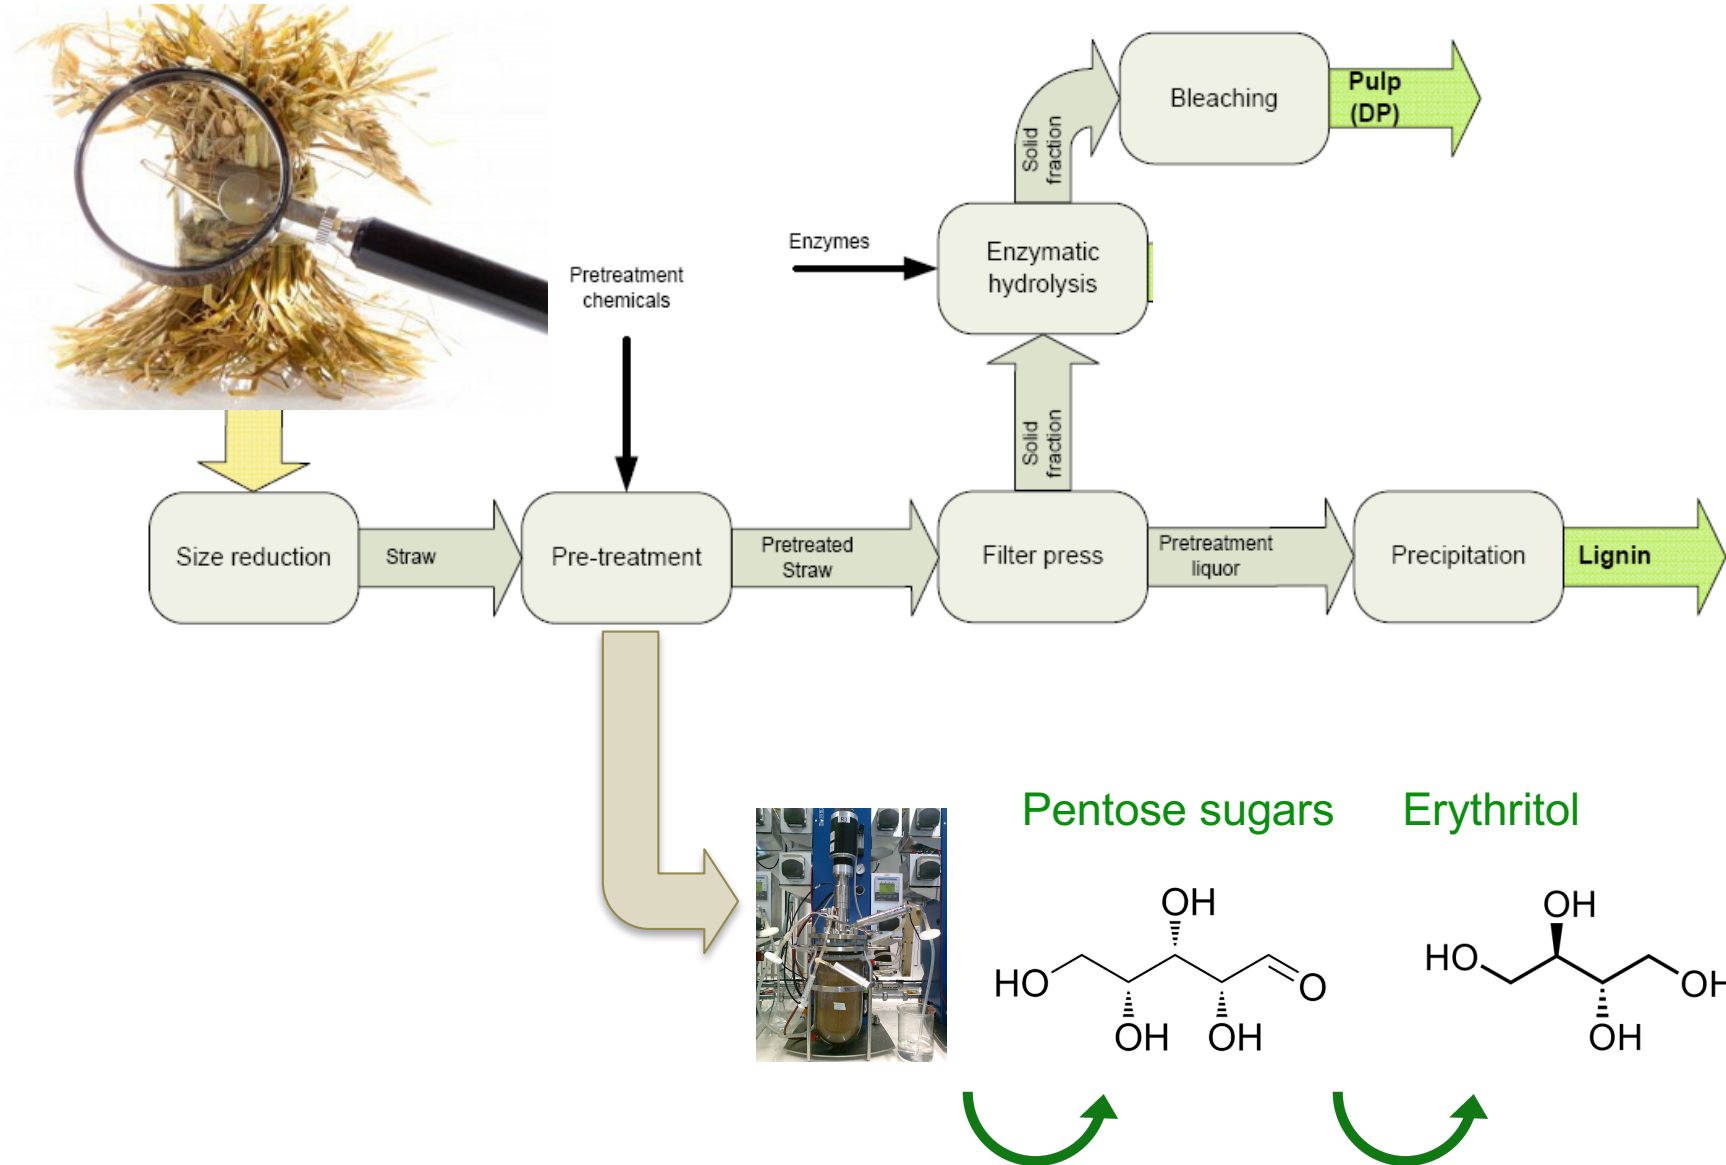 Bleaching
Pulp
(DP)
Solid
fraction
Enzymes
Enzymatic
hydrolysis
Pretreatment
chemicals
Solid
fraction
Size reduction
Straw
Pre-treatment
Pretreated
Straw
Filter press
Pretreatment
liquor
Precipitation
Lignin
Pentose sugars
Erythritol
OH
HO
O
OH
OH
OH
HO
OH
OH